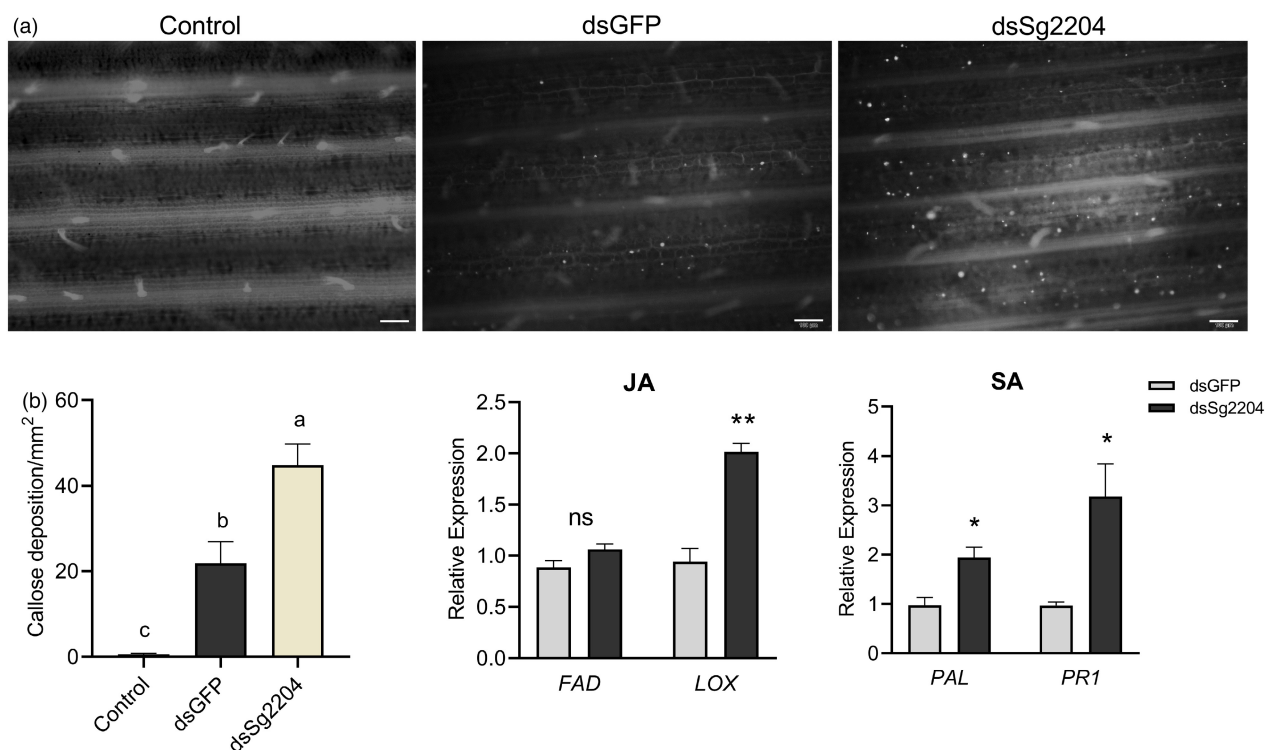 (a)
Control
dsGFP
dsSg2204
(b)
Callose deposition/mm2
60
40
20
0
c
b
a
Control
dsGFP
dsSg2204
JA
Relative Expression
2.5
2.0
1.5
1.0
0.5
0.0
ns
**
FAD
LOX
SA
Relative Expression
5
4
3
2
1
0
*
*
PAL
PR1
dsGFP
dsSg2204